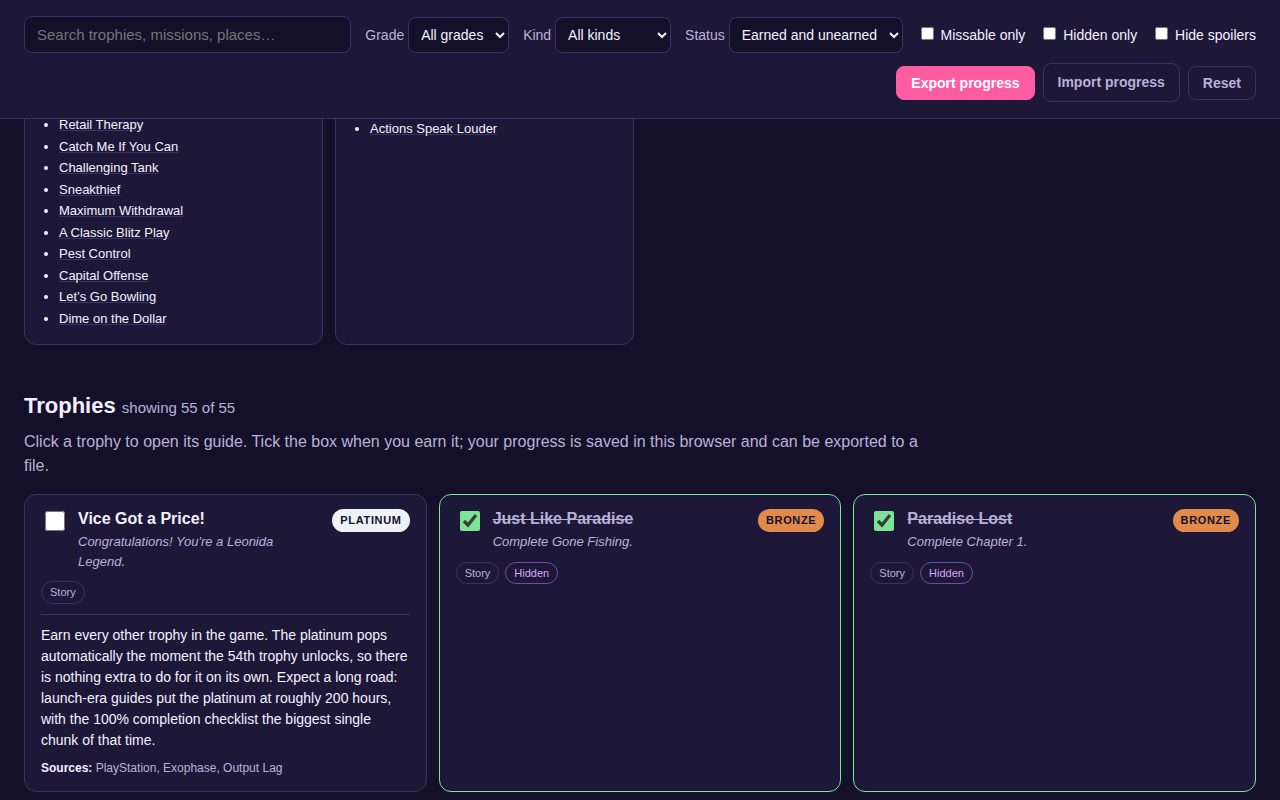 Search trophies, missions, places…
Grade All grades Kind All kinds Status Earned and unearned Missable only Hidden only Hide spoilers
Export progress Import progress Reset
Retail Therapy
Catch Me If You Can
Challenging Tank
Sneakthief
Maximum Withdrawal
A Classic Blitz Play
Pest Control
Capital Offense
Let's Go Bowling
Dime on the Dollar
Actions Speak Louder
Trophies showing 55 of 55
Click a trophy to open its guide. Tick the box when you earn it; your progress is saved in this browser and can be exported to a
file.
Vice Got a Price!
PLATINUM
Congratulations! You're a Leonida
Legend.
Story
Earn every other trophy in the game. The platinum pops
automatically the moment the 54th trophy unlocks, so there
is nothing extra to do for it on its own. Expect a long road:
launch-era guides put the platinum at roughly 200 hours,
with the 100% completion checklist the biggest single
chunk of that time.
Sources: PlayStation, Exophase, Output Lag
Just Like Paradise
BRONZE
Complete Gone Fishing.
Story Hidden
Paradise Lost
BRONZE
Complete Chapter 1.
Story Hidden